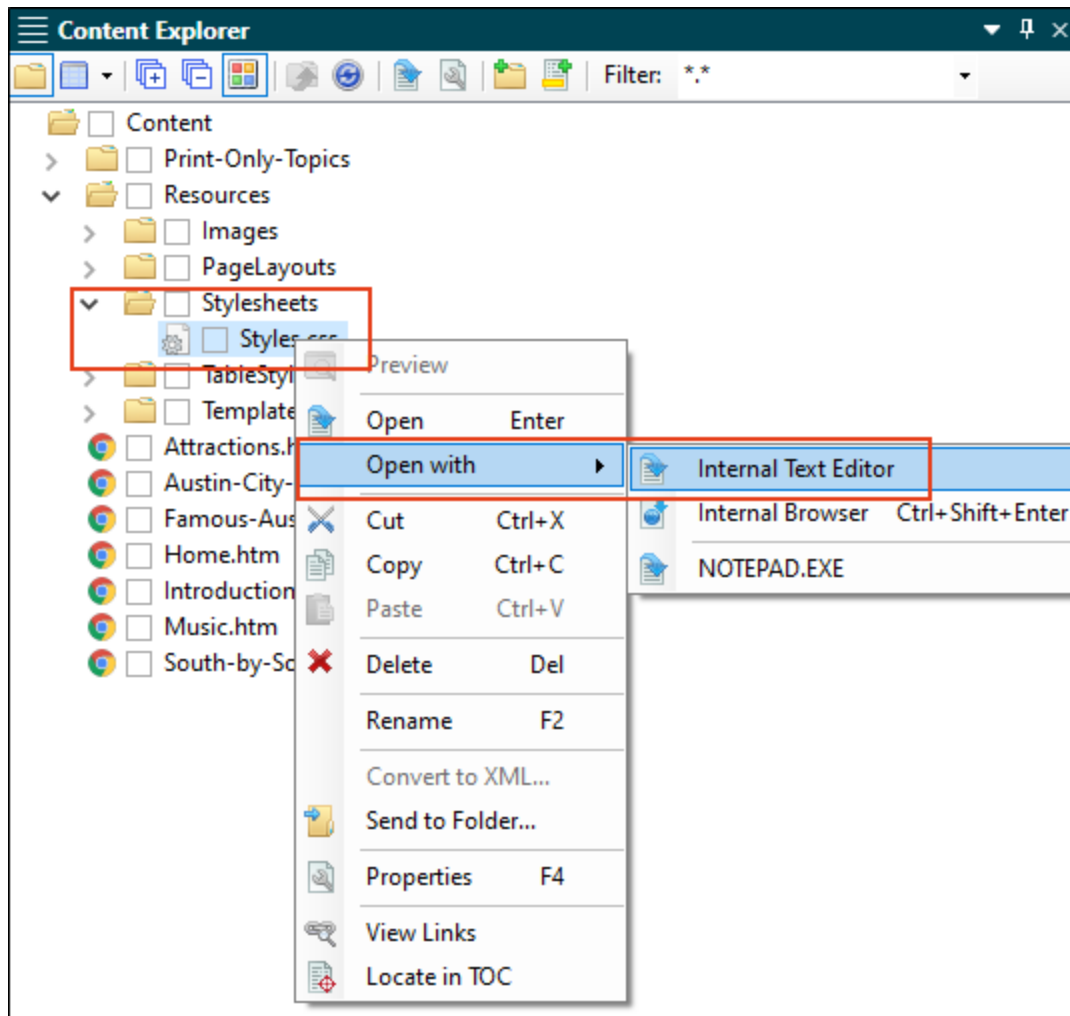 Content Explorer
Filter: *.*
Content
Print-Only-Topics
Resources
Images
PageLayouts
Stylesheets
Styles.css
TableStyl
Template
Attractions.h
Austin-City-
Famous-Aus
Home.htm
Introduction
Music.htm
South-by-So
Preview
Open Enter
Open with
Cut Ctrl+X
Copy Ctrl+C
Paste Ctrl+V
Delete Del
Rename F2
Convert to XML...
Send to Folder...
Properties F4
View Links
Locate in TOC
Internal Text Editor
Internal Browser Ctrl+Shift+Enter
NOTEPAD.EXE